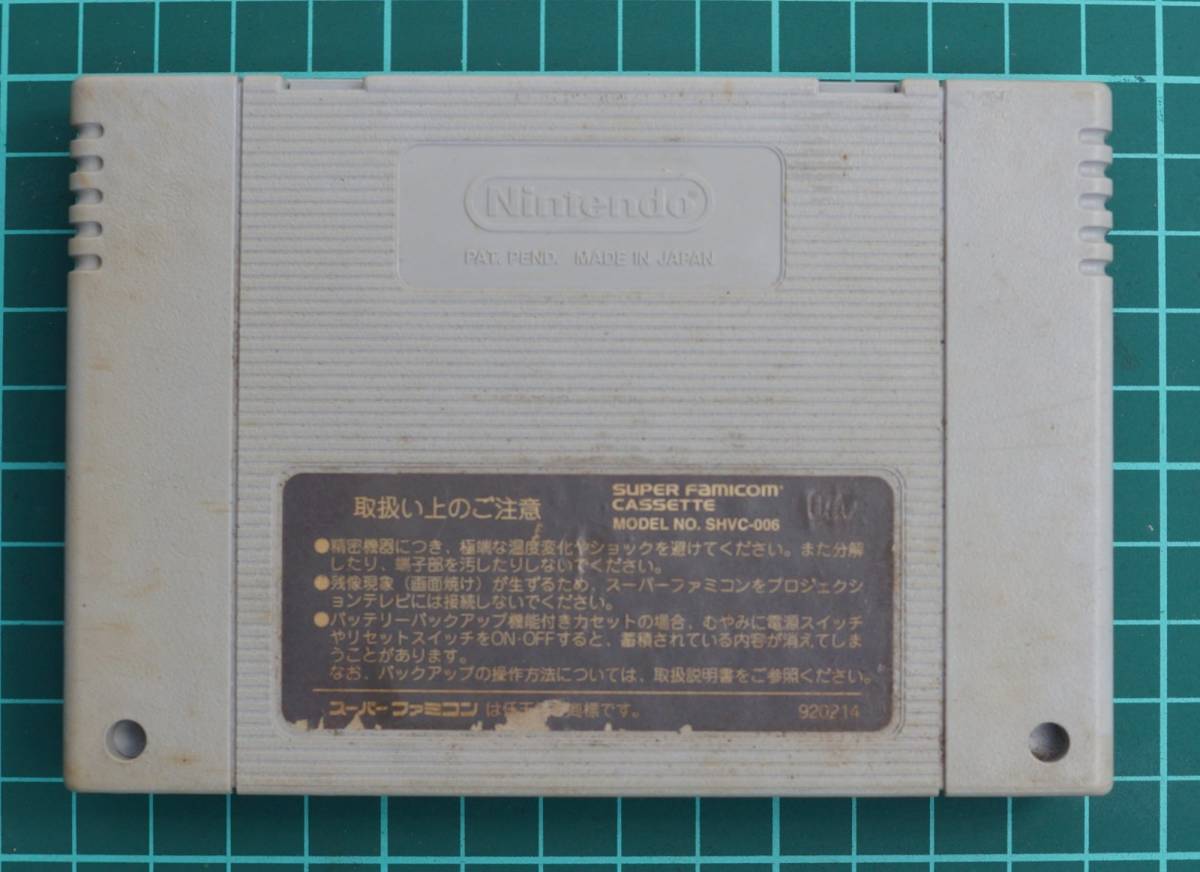 Nintendo®
PAT. PEND. MADE IN JAPAN
取扱い上のご注意
SUPER FAMICOM
CASSETTE
MODEL NO. SHVC-006
●精密機器につき、極端な温度変化やショックを避けてください。また分解
したり、端子部を汚したりしないでください。
●残像現象（画面焼け）が生ずるため、スーパーファミコンをプロジェクシ
ョンテレビには接続しないでください。
●バッテリーバックアップ機能付きカセットの場合、むやみに電源スイッチ
やリセットスイッチをON・OFFすると、蓄積されている内容が消えてしま
うことがあります。
なお、バックアップの操作方法については、取扱説明書をご参照ください。
スーパーファミコン は任天 商標です。
920214